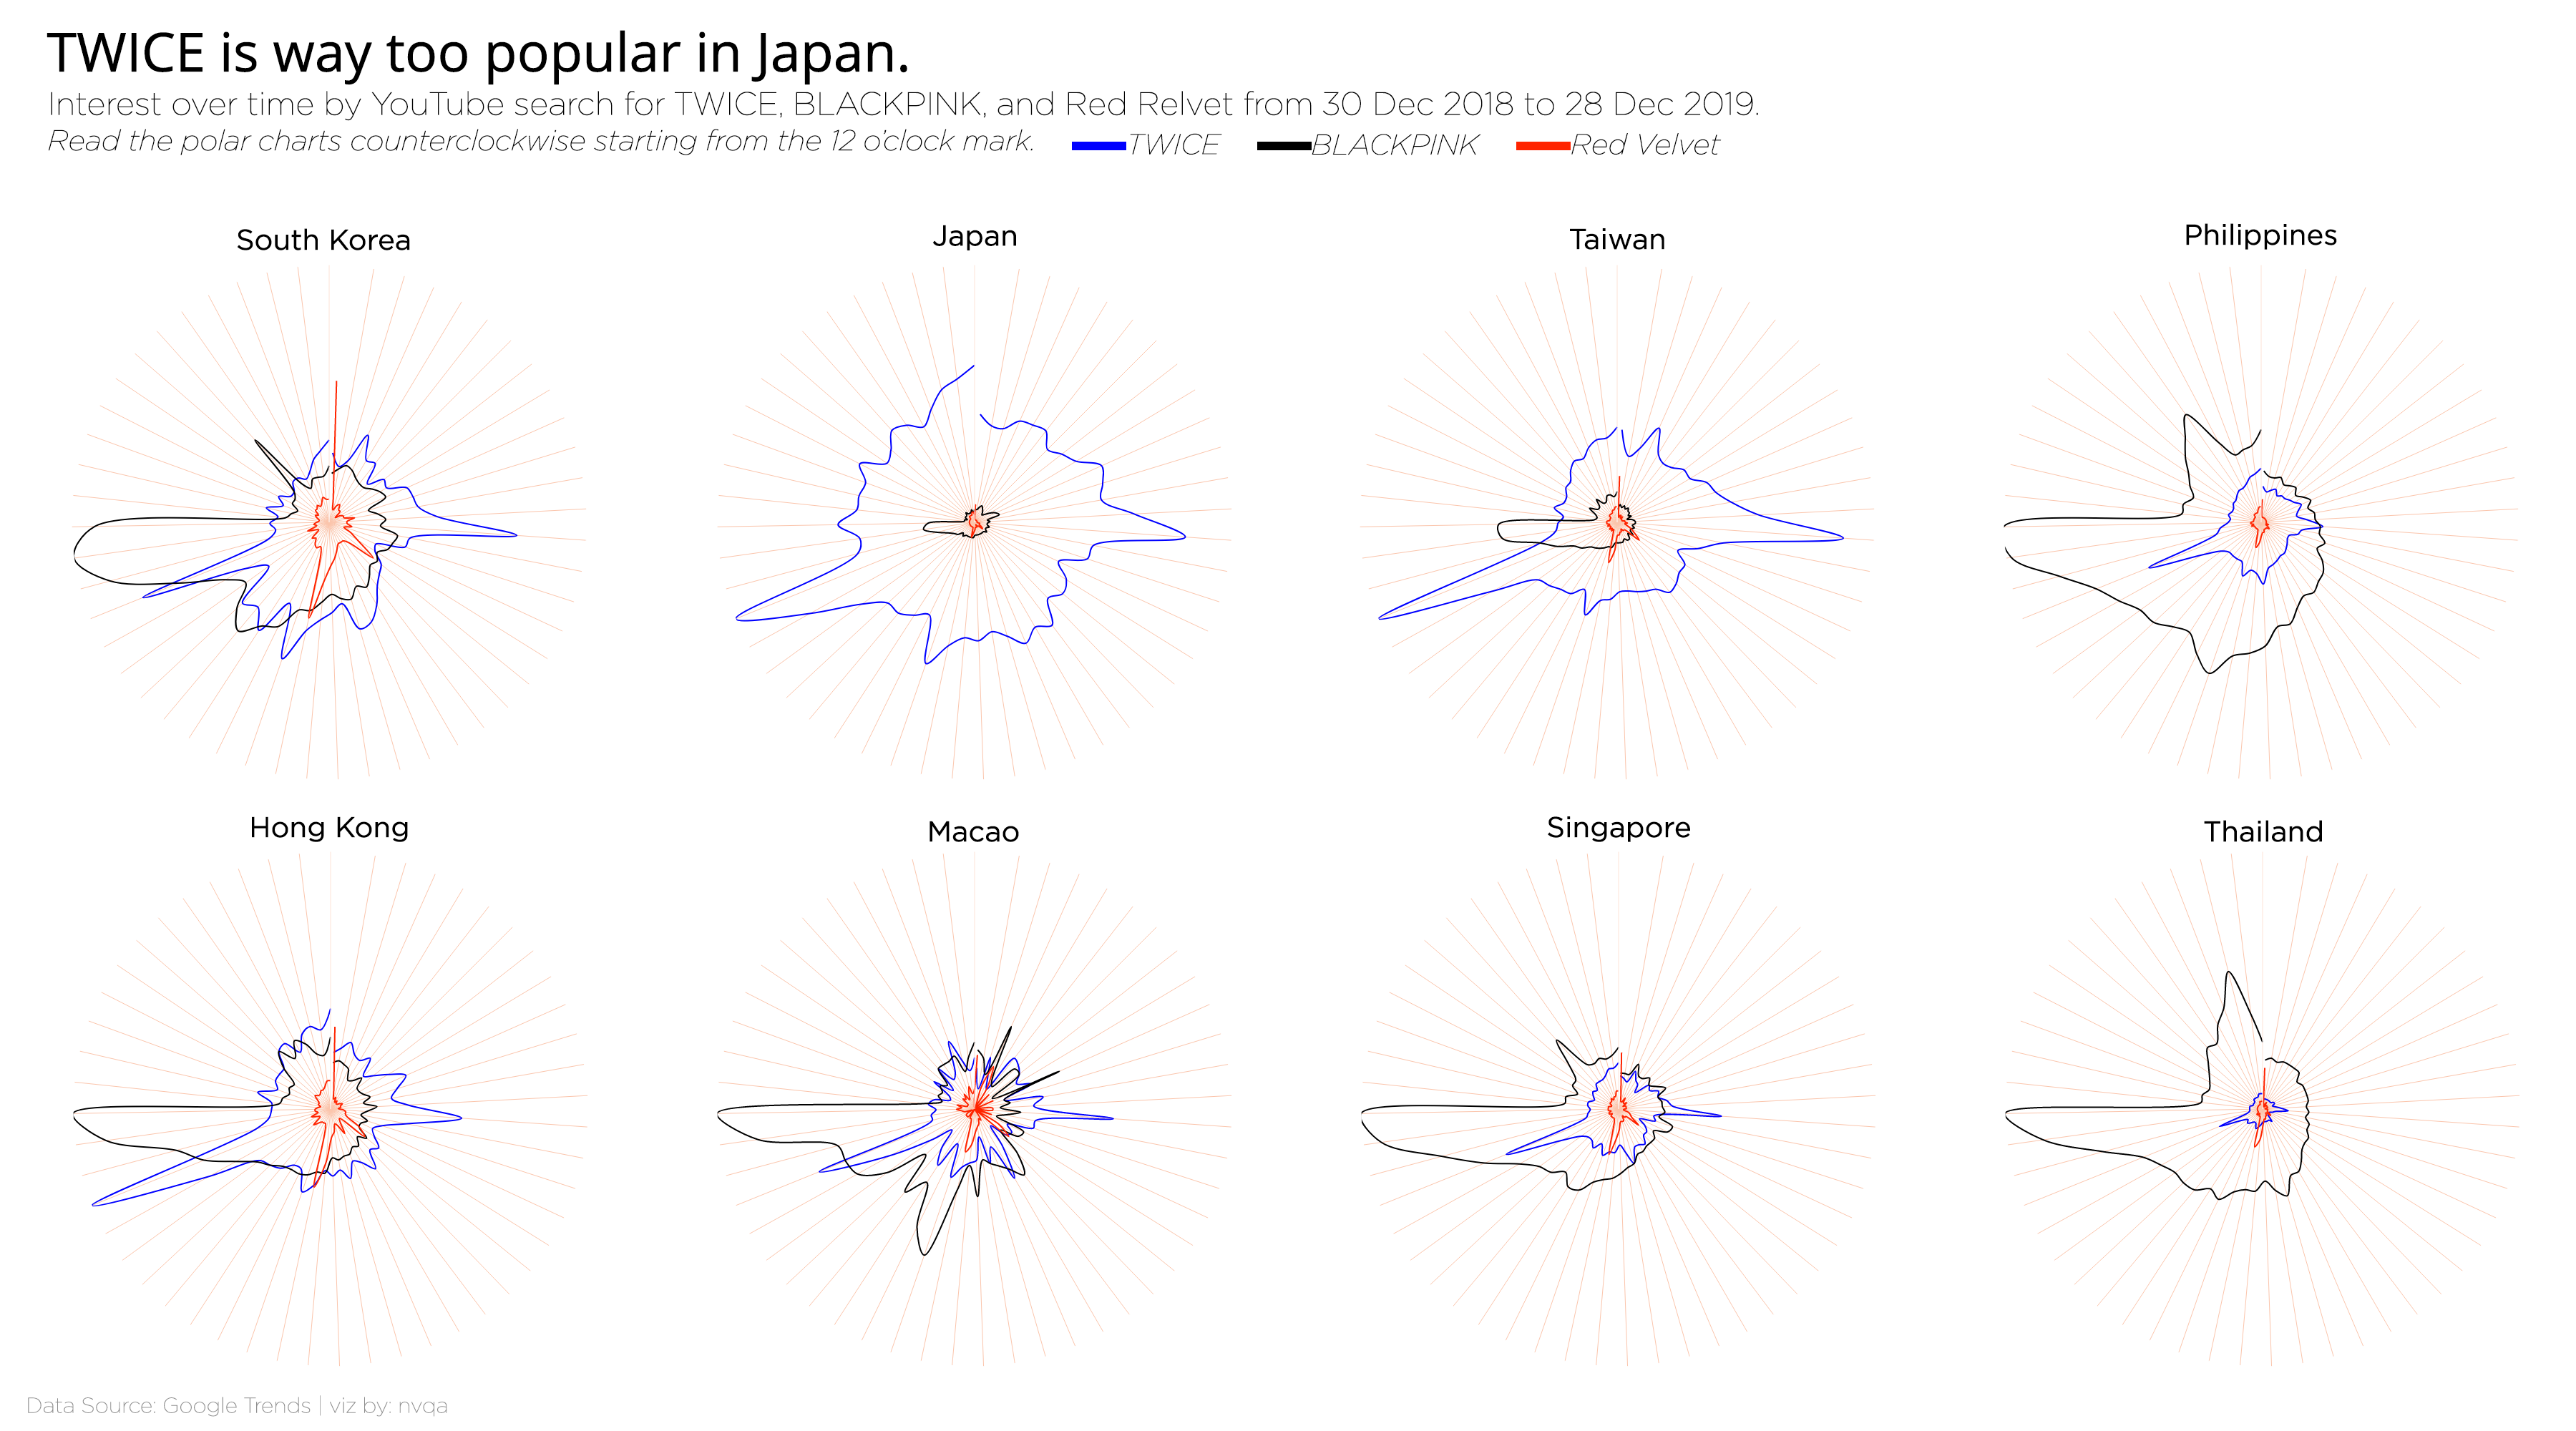 TWICE is way too popular in Japan.
Interest over time by YouTube search for TWICE, BLACKPINK, and Red Relvet from 30 Dec 2018 to 28 Dec 2019.
Read the polar charts counterclockwise starting from the 12 o'clock mark. TWICE BLACKPINK Red Velvet
South Korea Japan Taiwan Philippines
Hong Kong Macao Singapore Thailand
Data Source: Google Trends | viz by: nvqa